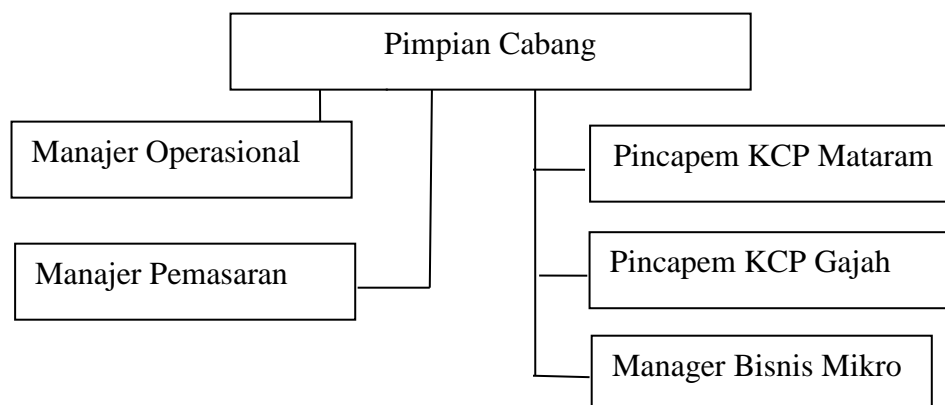 Pimpian Cabang
Manajer Operasional
Pincapem KCP Mataram
Manajer Pemasaran
Pincapem KCP Gajah
Manager Bisnis Mikro